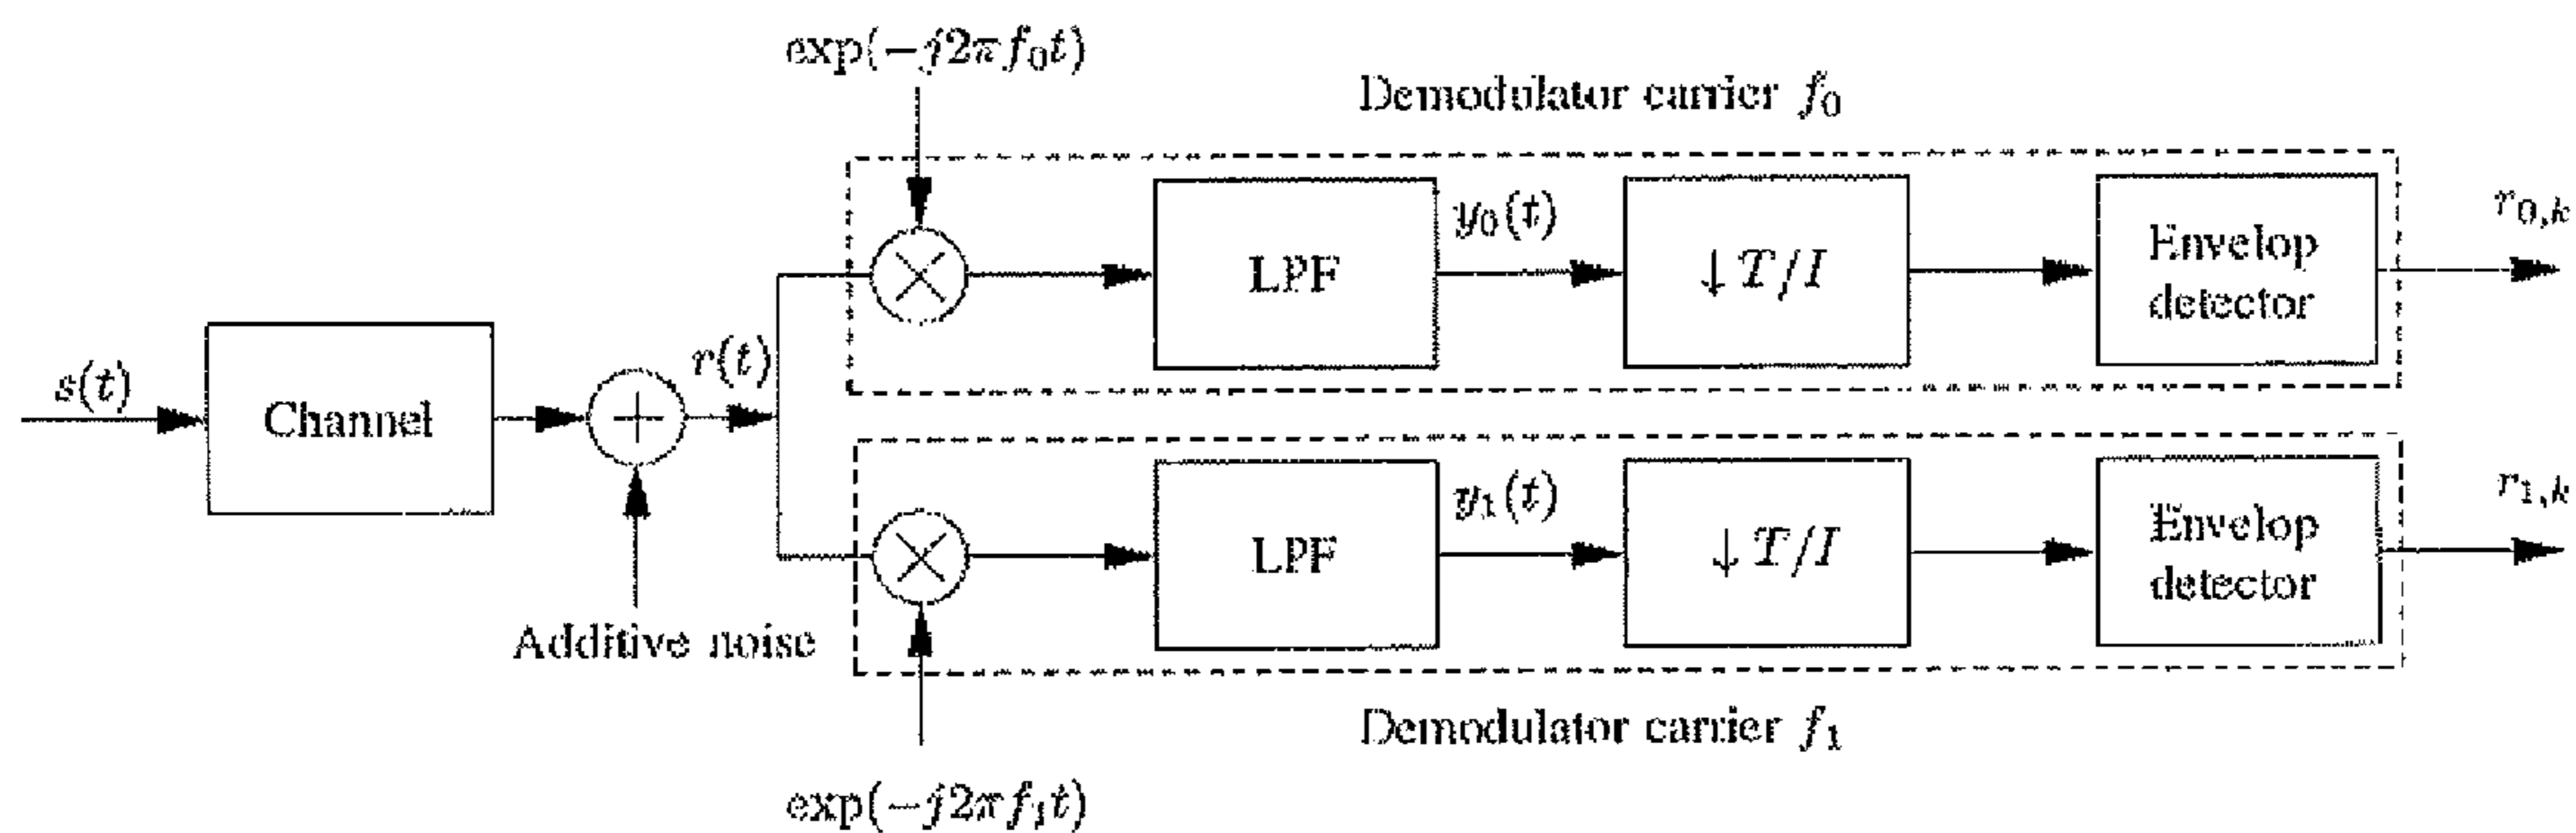 exp(−j2πf₀t)
Demodulator carrier f₀
s(t)
Channel
r(t)
Additive noise
LPF
y₀(t)
↓ T/I
Envelop
detector
r₀,ₖ
LPF
y₁(t)
↓ T/I
Envelop
detector
r₁,ₖ
Demodulator carrier f₁
exp(−j2πf₁t)